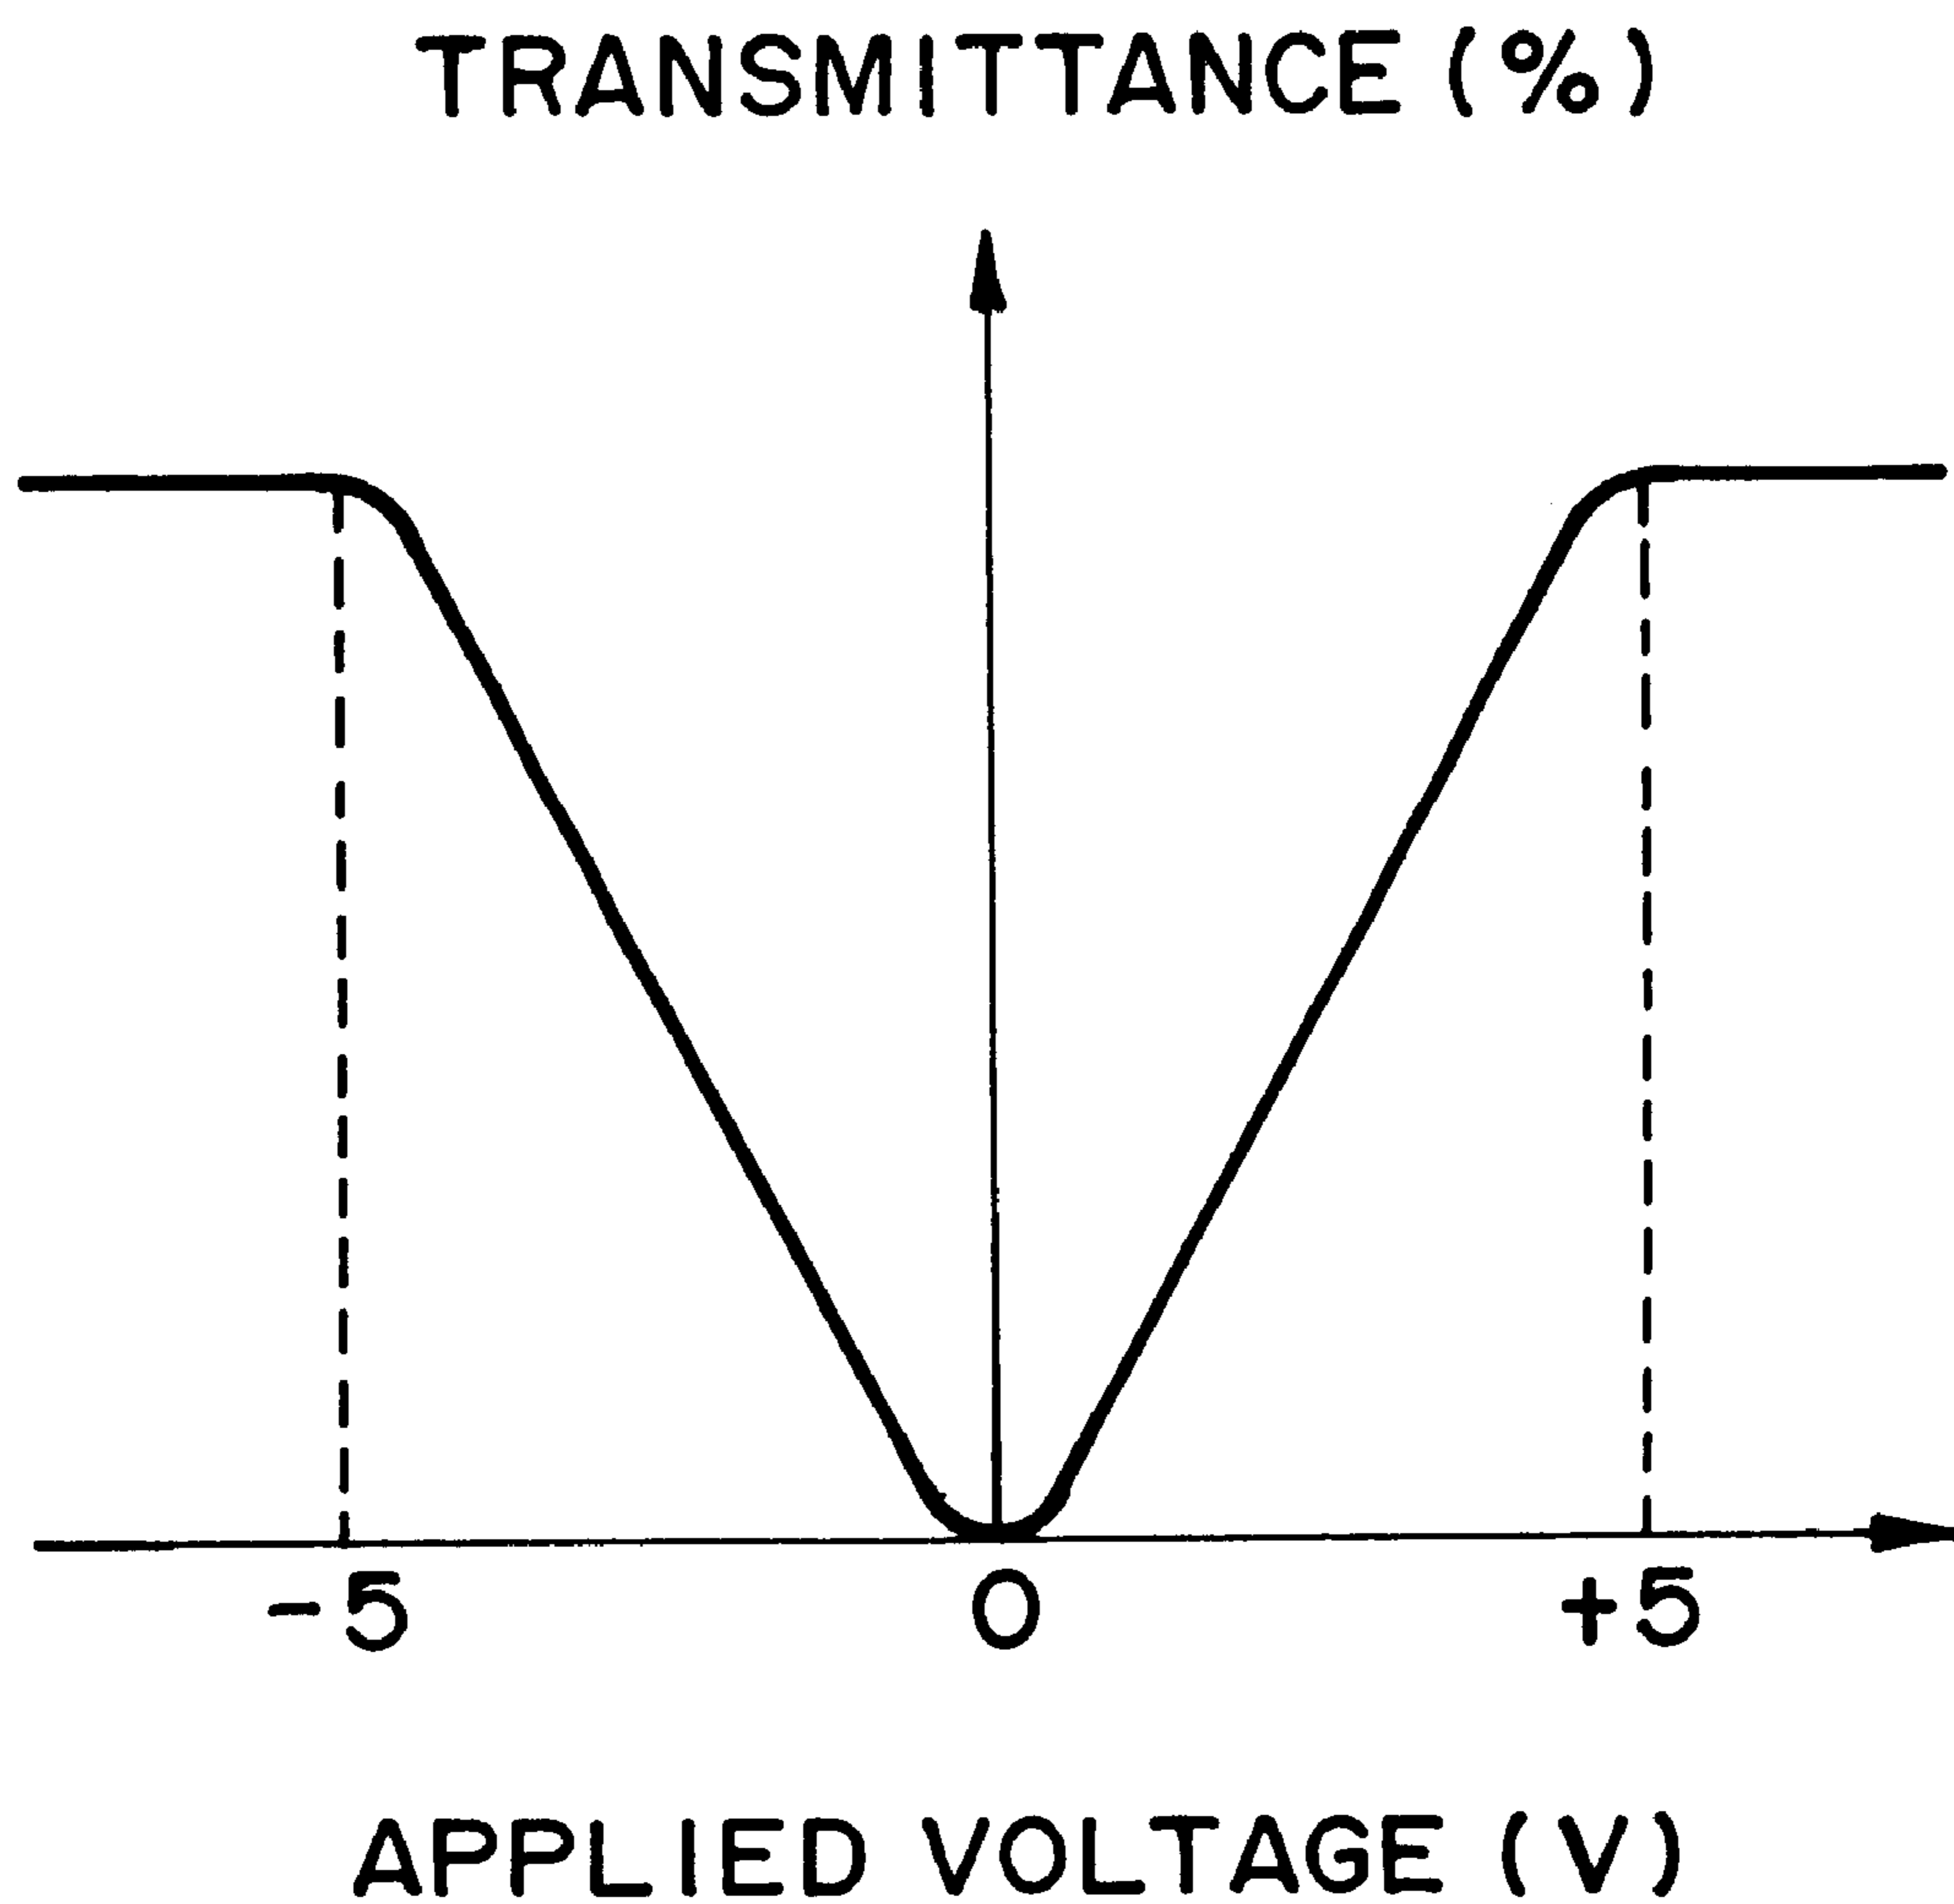 TRANSMITTANCE (%)
-5 0 +5
APPLIED VOLTAGE (V)